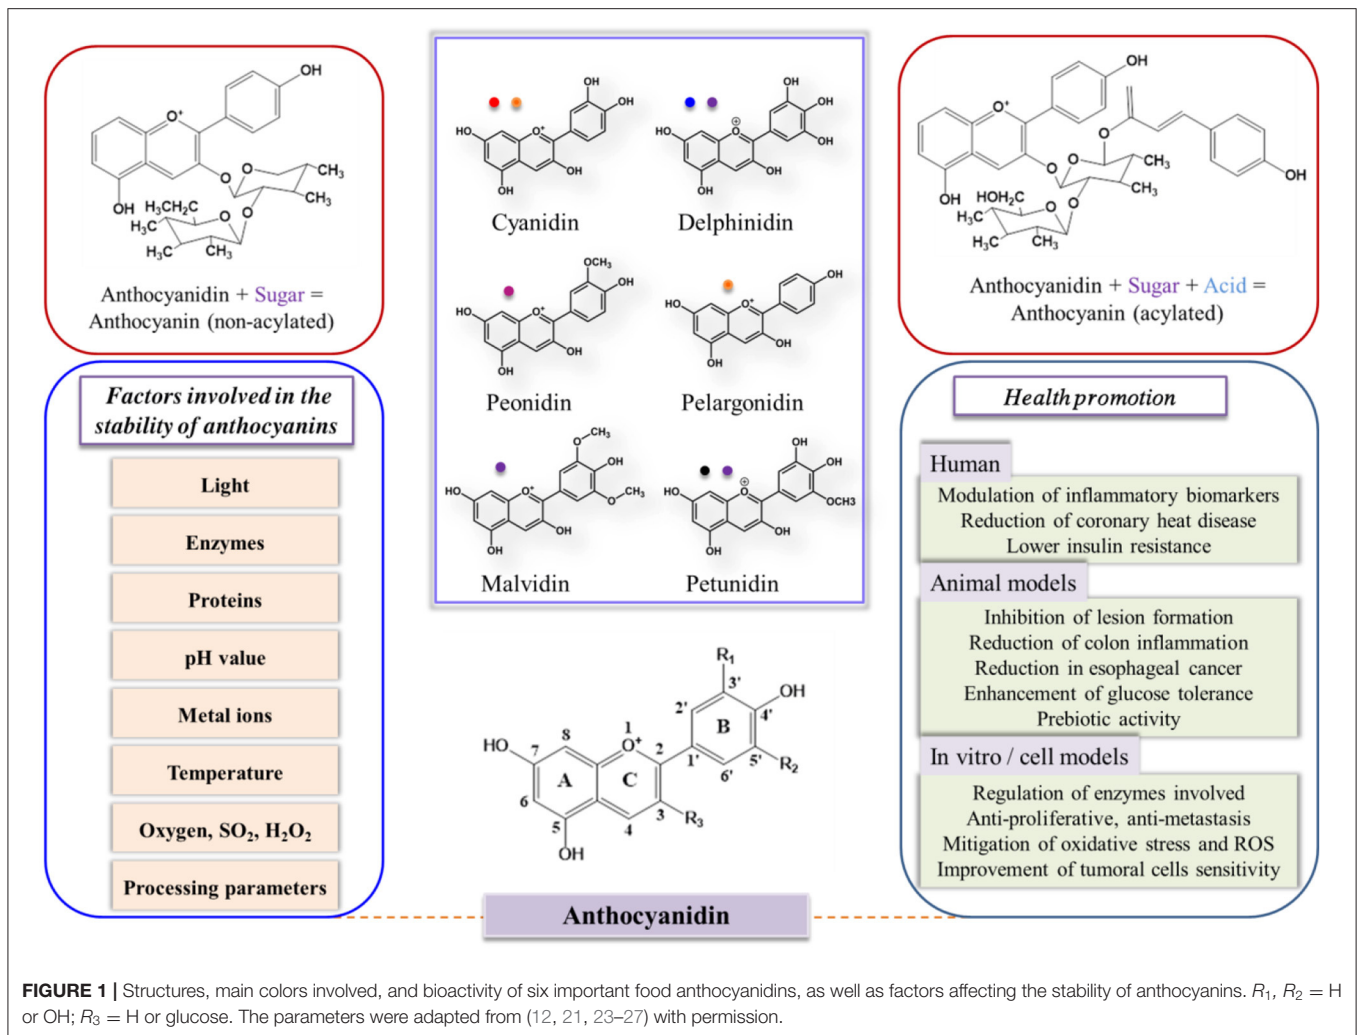 OH
O+
O
O
CH3
CH3
OH
H3CH2C
O
O
H3C
H3C
CH3
Anthocyanidin + Sugar =
Anthocyanin (non-acylated)
OH
OH
HO
O+
OH
OH
Cyanidin
OH
OH
HO
O⊕
OH
OH
OH
Delphinidin
OCH3
OH
HO
O+
OH
OH
Peonidin
OH
HO
O+
OH
OH
Pelargonidin
O
CH3
OH
HO
O+
O
CH3
OH
OH
Malvidin
OH
OH
HO
O⊕
OCH3
OH
OH
Petunidin
OH
O+
O
O
O
CH3
CH3
OH
OH
HOH2C
O
O
H3C
H3C
CH3
Anthocyanidin + Sugar + Acid =
Anthocyanin (acylated)
Factors involved in the
stability of anthocyanins
Light
Enzymes
Proteins
pH value
Metal ions
Temperature
Oxygen, SO2, H2O2
Processing parameters
R1
3'
OH
2'
4'
B
1
8
HO
7
O+
2
1'
5'
R2
6'
A
C
6
3
R3
5
4
OH
Anthocyanidin
Health promotion
Human
Modulation of inflammatory biomarkers
Reduction of coronary heat disease
Lower insulin resistance
Animal models
Inhibition of lesion formation
Reduction of colon inflammation
Reduction in esophageal cancer
Enhancement of glucose tolerance
Prebiotic activity
In vitro / cell models
Regulation of enzymes involved
Anti-proliferative, anti-metastasis
Mitigation of oxidative stress and ROS
Improvement of tumoral cells sensitivity
FIGURE 1 | Structures, main colors involved, and bioactivity of six important food anthocyanidins, as well as factors affecting the stability of anthocyanins. R1, R2 = H
or OH; R3 = H or glucose. The parameters were adapted from (12, 21, 23–27) with permission.